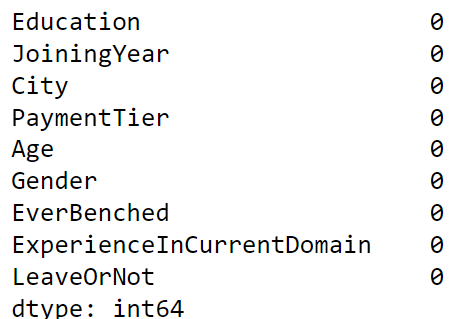 Education 0
JoiningYear 0
City 0
PaymentTier 0
Age 0
Gender 0
EverBenched 0
ExperienceInCurrentDomain 0
LeaveOrNot 0
dtype: int64